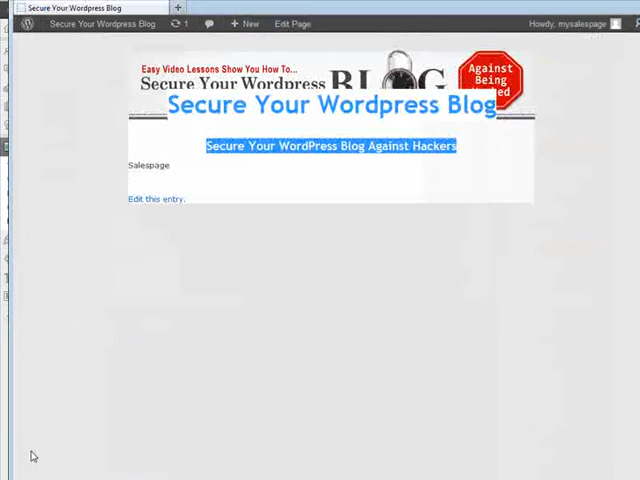 Secure Your Wordpress Blog
Secure Your Wordpress Blog 1 + New Edit Page Howdy, mysalespage
Easy Video Lessons Show You How To...
Secure Your Wordpress BLOG
Against Being
Secure Your Wordpress Blog
Secure Your WordPress Blog Against Hackers
Salespage
Edit this entry.